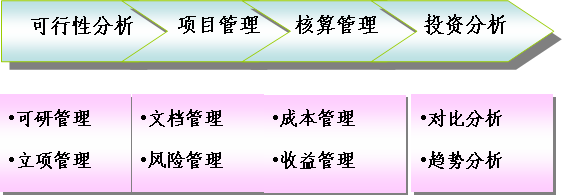 可行性分析 项目管理 核算管理 投资分析
•可研管理 •文档管理 •成本管理 •对比分析
•立项管理 •风险管理 •收益管理 •趋势分析